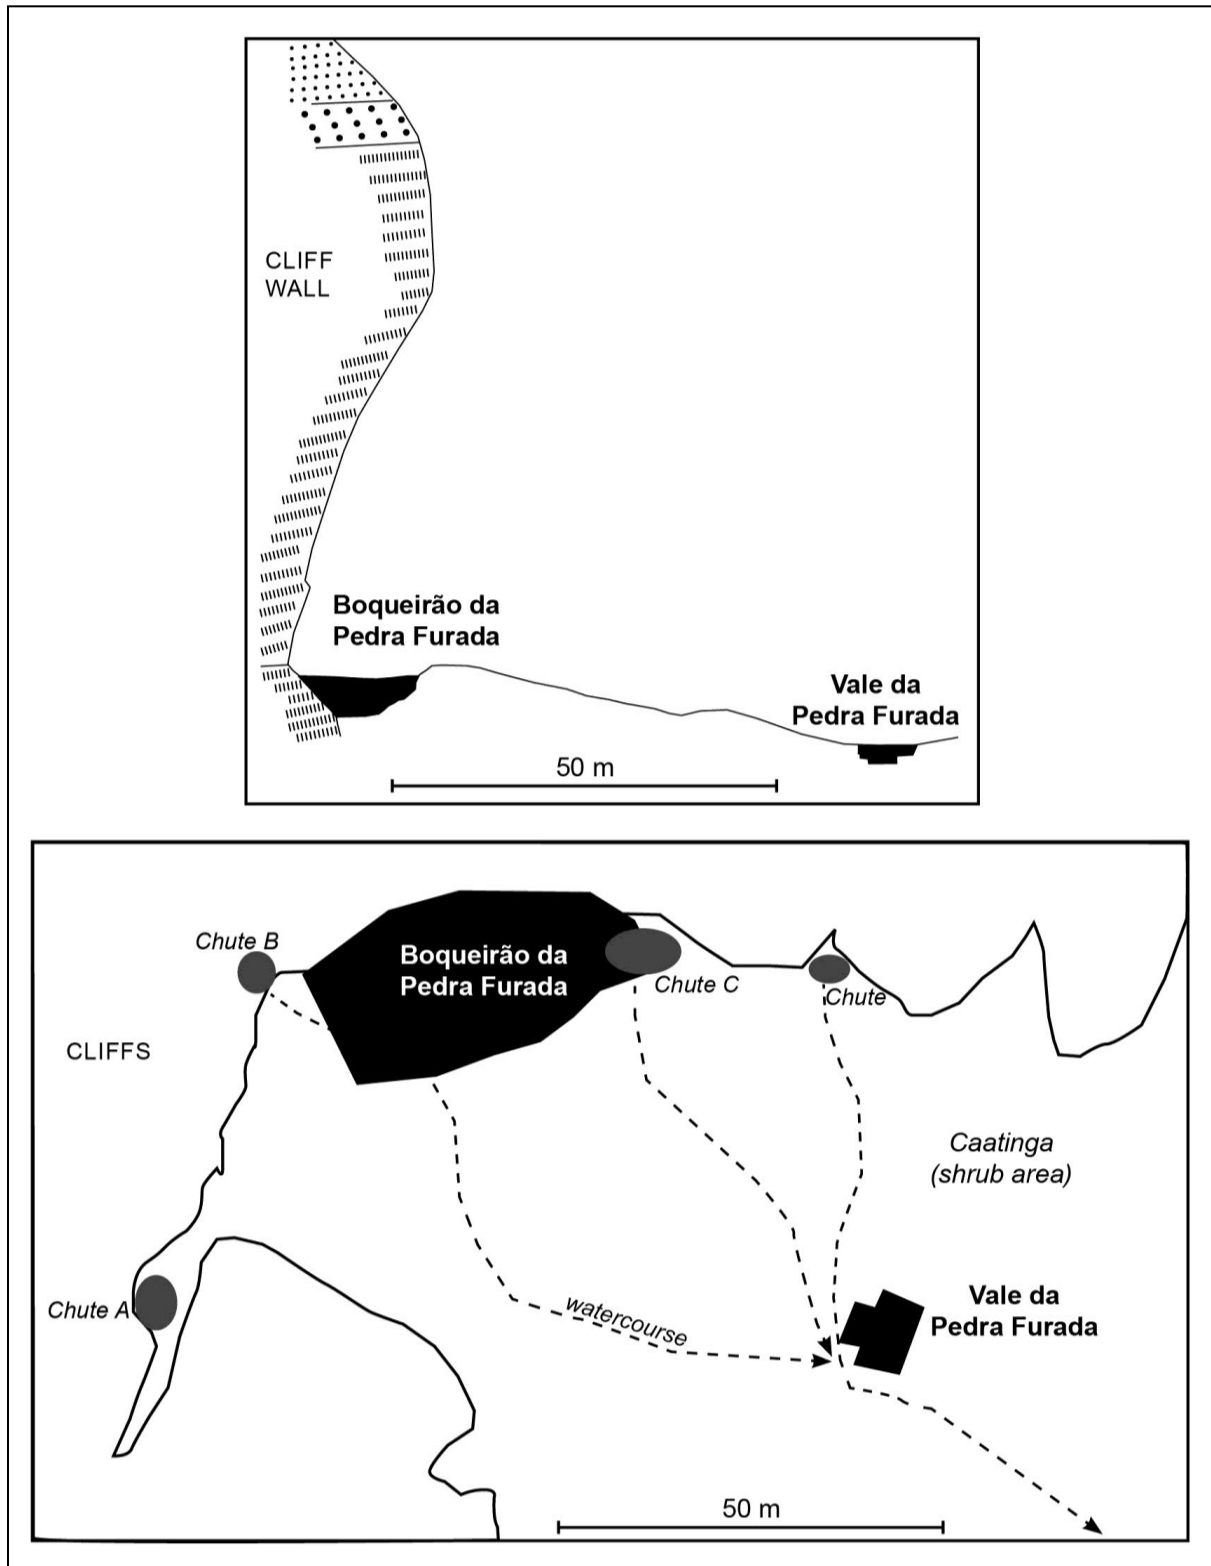 CLIFF
WALL
Boqueirão da
Pedra Furada
Vale da
Pedra Furada
50 m
Chute B
Boqueirão da
Pedra Furada
Chute C
Chute
CLIFFS
Caatinga
(shrub area)
Chute A
watercourse
Vale da
Pedra Furada
50 m